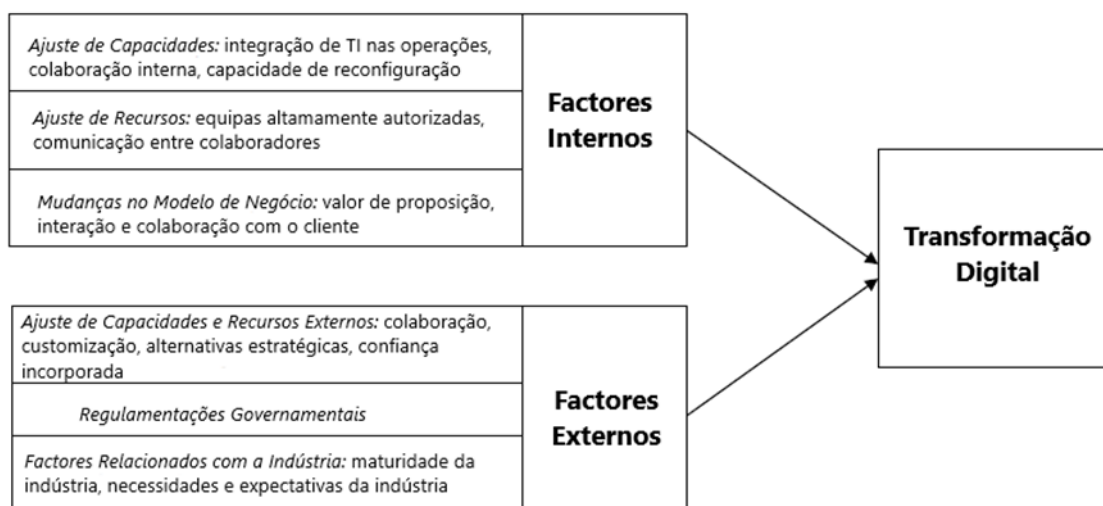 Ajuste de Capacidades: integração de TI nas operações,
colaboração interna, capacidade de reconfiguração
Ajuste de Recursos: equipas altamamente autorizadas,
comunicação entre colaboradores
Mudanças no Modelo de Negócio: valor de proposição,
interação e colaboração com o cliente
Factores
Internos
Ajuste de Capacidades e Recursos Externos: colaboração,
customização, alternativas estratégicas, confiança
incorporada
Regulamentações Governamentais
Factores Relacionados com a Indústria: maturidade da
indústria, necessidades e expectativas da indústria
Factores
Externos
Transformação
Digital